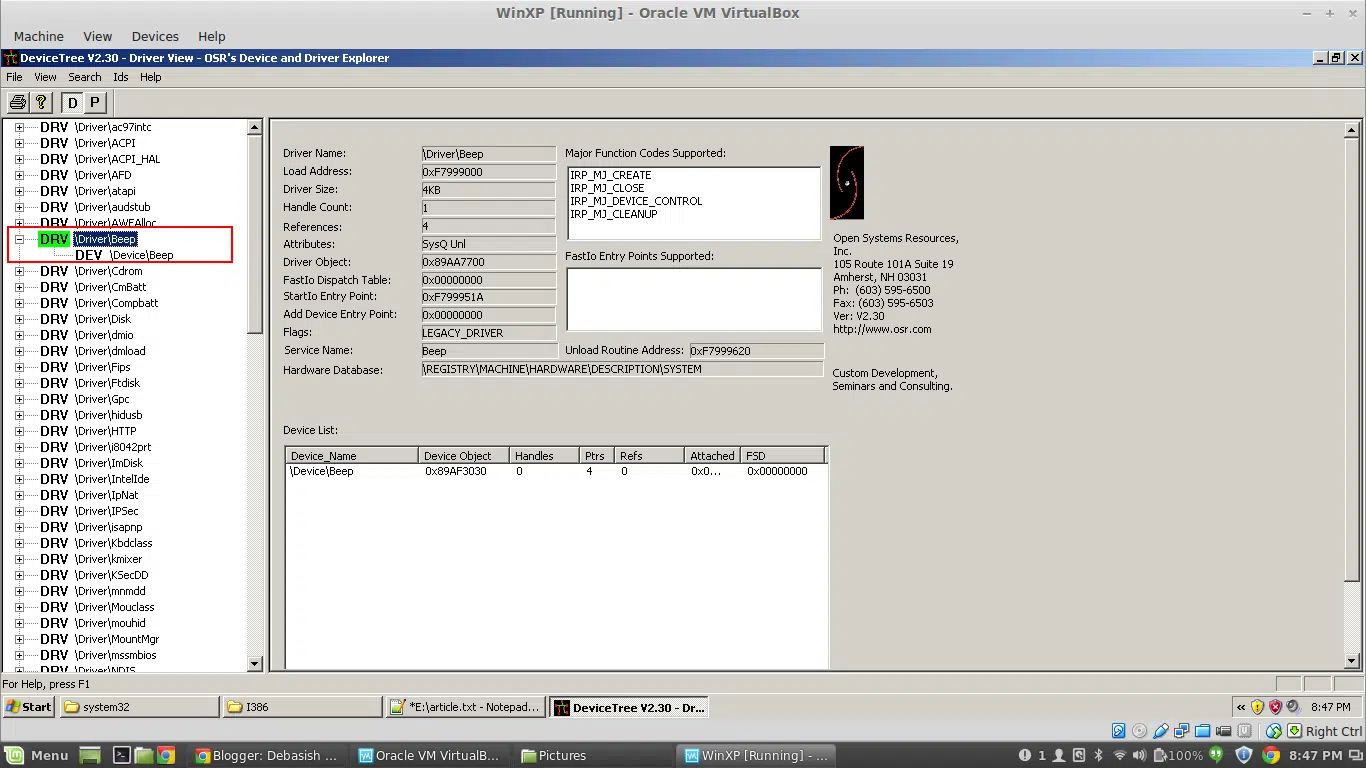 WinXP [Running] - Oracle VM VirtualBox
Machine View Devices Help
DeviceTree V2.30 - Driver View - OSR's Device and Driver Explorer
File View Search Ids Help
D P
DRV \Driver\ac97intc
DRV \Driver\ACPI
DRV \Driver\ACPI_HAL
DRV \Driver\AFD
DRV \Driver\atapi
DRV \Driver\audstub
DRV \Driver\AWEAlloc
DRV \Driver\Beep
DEV \Device\Beep
DRV \Driver\Cdrom
DRV \Driver\CmBatt
DRV \Driver\Compbatt
DRV \Driver\Disk
DRV \Driver\dmio
DRV \Driver\dmload
DRV \Driver\Fips
DRV \Driver\Ftdisk
DRV \Driver\Gpc
DRV \Driver\hidusb
DRV \Driver\HTTP
DRV \Driver\i8042prt
DRV \Driver\ImDisk
DRV \Driver\IntelIde
DRV \Driver\IpNat
DRV \Driver\IPSec
DRV \Driver\isapnp
DRV \Driver\Kbdclass
DRV \Driver\kmixer
DRV \Driver\KSecDD
DRV \Driver\mnmdd
DRV \Driver\Mouclass
DRV \Driver\mouhid
DRV \Driver\MountMgr
DRV \Driver\mssmbios
DRV \Driver\NDIS
Driver Name: \Driver\Beep
Load Address: 0xF7999000
Driver Size: 4KB
Handle Count: 1
References: 4
Attributes: SysQ Unl
Driver Object: 0x89AA7700
FastIo Dispatch Table: 0x00000000
StartIo Entry Point: 0xF799951A
Add Device Entry Point: 0x00000000
Flags: LEGACY_DRIVER
Service Name: Beep
Hardware Database: \REGISTRY\MACHINE\HARDWARE\DESCRIPTION\SYSTEM
Major Function Codes Supported:
IRP_MJ_CREATE
IRP_MJ_CLOSE
IRP_MJ_DEVICE_CONTROL
IRP_MJ_CLEANUP
FastIo Entry Points Supported:
Unload Routine Address: 0xF7999620
Open Systems Resources,
Inc.
105 Route 101A Suite 19
Amherst, NH 03031
Ph: (603) 595-6500
Fax: (603) 595-6503
Ver: V2.30
http://www.osr.com
Custom Development,
Seminars and Consulting.
Device List:
Device_Name Device Object Handles Ptrs Refs Attached FSD
\Device\Beep 0x89AF3030 0 4 0 0x0... 0x00000000
For Help, press F1
Start system32 I386 *E:\article.txt - Notepad... DeviceTree V2.30 - Dr... « 8:47 PM
Right Ctrl
Menu Blogger: Debasish ... Oracle VM VirtualB... Pictures WinXP [Running] - ... 1 100% 8:47 PM